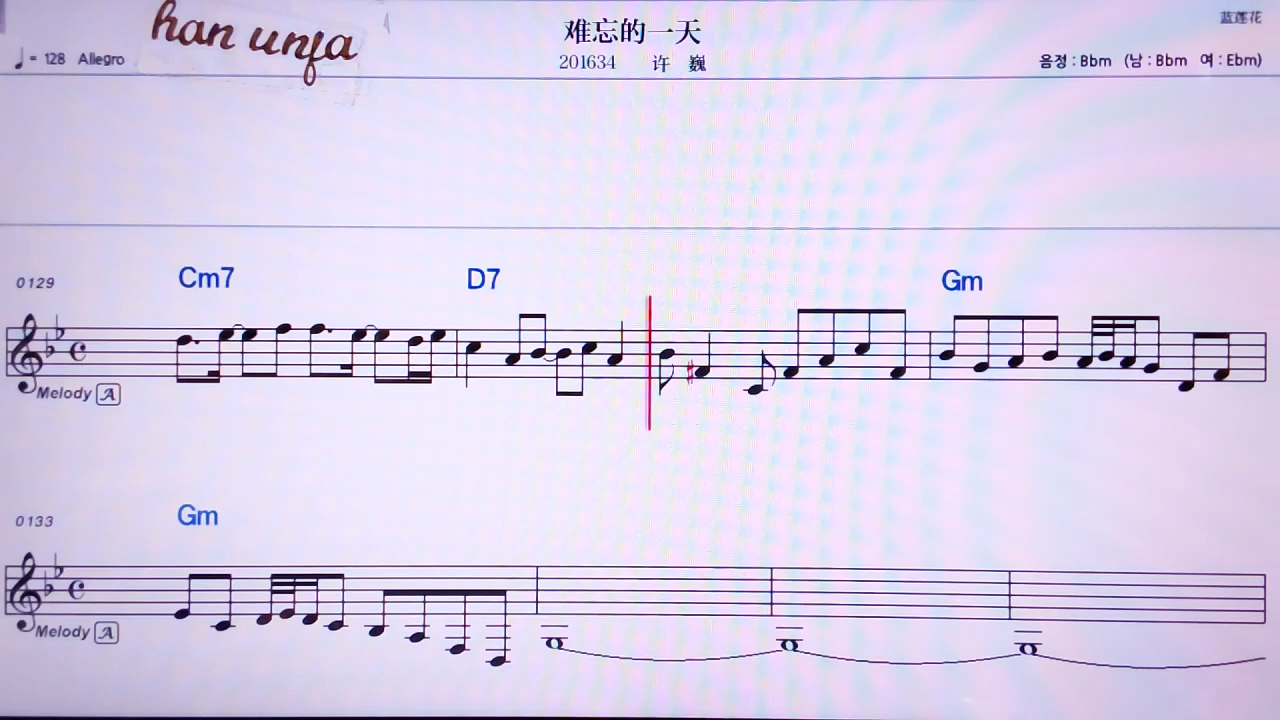 han unfa
难忘的一天
蓝莲花
♩= 128 Allegro
201634 许 巍
음정 : Bbm (남 : Bbm 여 : Ebm)
0129
Cm7 D7 Gm
Melody A
0133
Gm
Melody A